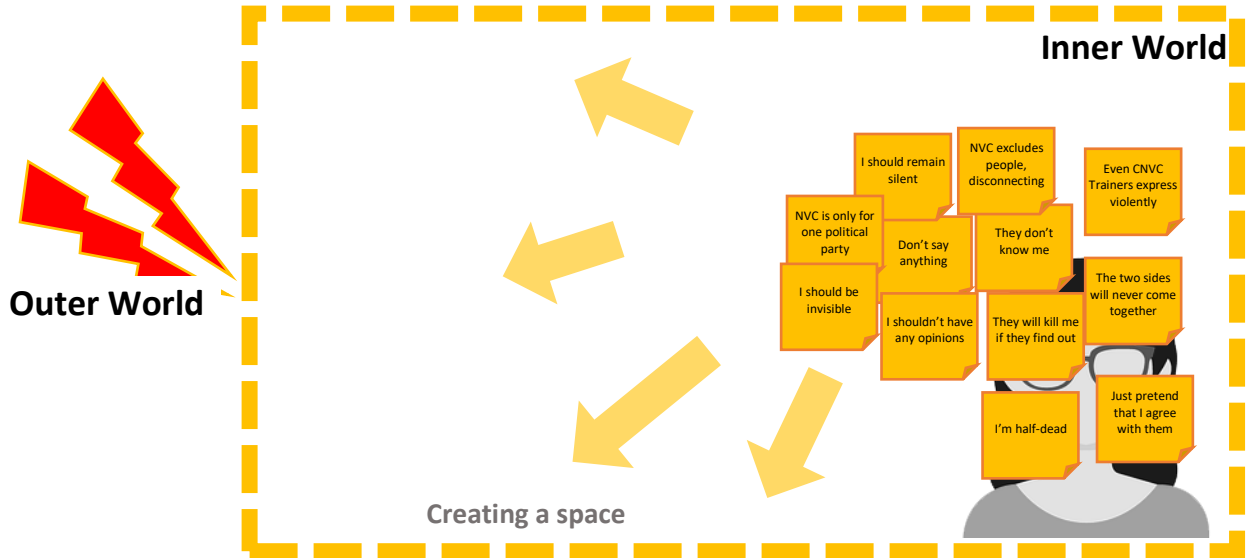 Inner World
I should remain
silent
NVC excludes
people,
disconnecting
Even CNVC
Trainers express
violently
NVC is only for
one political
party
Don't say
anything
They don't
know me
I should be
invisible
I shouldn't have
any opinions
They will kill me
if they find out
The two sides
will never come
together
I'm half-dead
Just pretend
that I agree
with them
Outer World
Creating a space